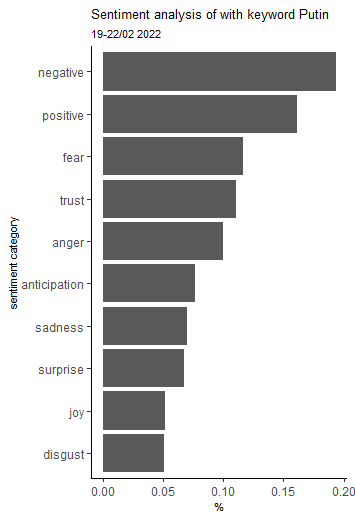 Sentiment analysis of with keyword Putin
19-22/02 2022
negative
positive
fear
trust
anger
anticipation
sadness
surprise
joy
disgust
sentiment category
0.00 0.05 0.10 0.15 0.20
%